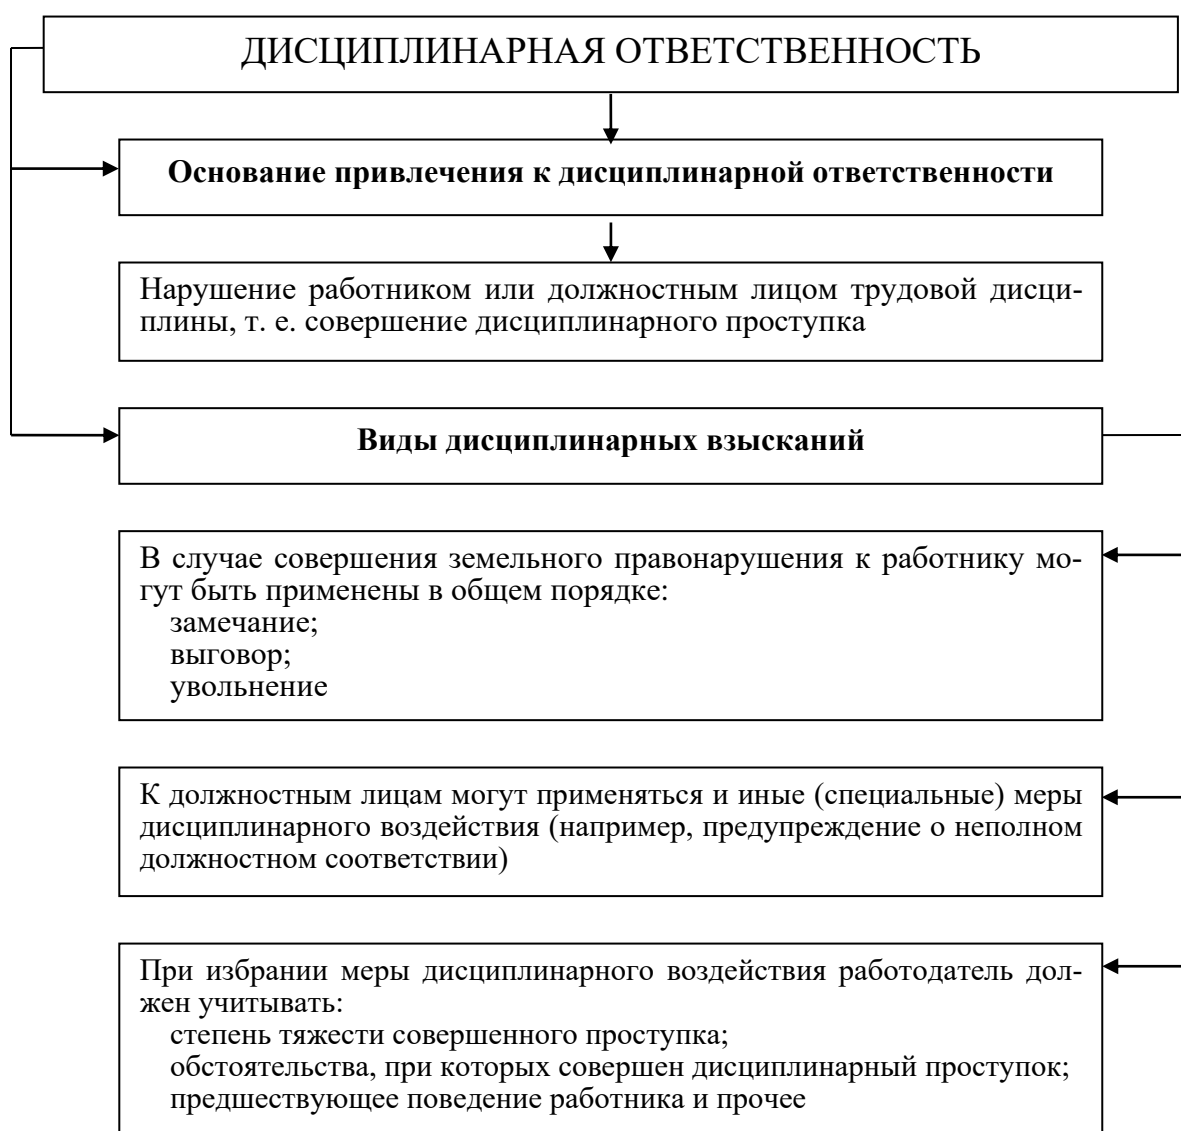 ДИСЦИПЛИНАРНАЯ ОТВЕТСТВЕННОСТЬ
Основание привлечения к дисциплинарной ответственности
Нарушение работником или должностным лицом трудовой дисци-
плины, т. е. совершение дисциплинарного проступка
Виды дисциплинарных взысканий
В случае совершения земельного правонарушения к работнику мо-
гут быть применены в общем порядке:
замечание;
выговор;
увольнение
К должностным лицам могут применяться и иные (специальные) меры
дисциплинарного воздействия (например, предупреждение о неполном
должностном соответствии)
При избрании меры дисциплинарного воздействия работодатель дол-
жен учитывать:
степень тяжести совершенного проступка;
обстоятельства, при которых совершен дисциплинарный проступок;
предшествующее поведение работника и прочее